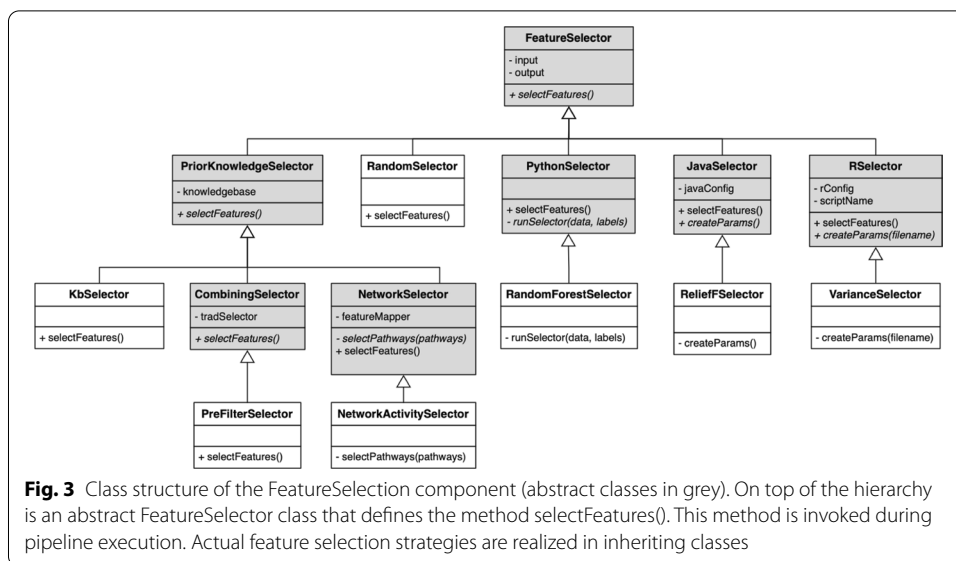 FeatureSelector
- input
- output
+ selectFeatures()
PriorKnowledgeSelector
- knowledgebase
+ selectFeatures()
RandomSelector
+ selectFeatures()
PythonSelector
+ selectFeatures()
- runSelector(data, labels)
JavaSelector
- javaConfig
+ selectFeatures()
+ createParams()
RSelector
- rConfig
- scriptName
+ selectFeatures()
+ createParams(filename)
KbSelector
+ selectFeatures()
CombiningSelector
- tradSelector
+ selectFeatures()
NetworkSelector
- featureMapper
- selectPathways(pathways)
+ selectFeatures()
RandomForestSelector
- runSelector(data, labels)
ReliefFSelector
- createParams()
VarianceSelector
- createParams(filename)
PreFilterSelector
+ selectFeatures()
NetworkActivitySelector
- selectPathways(pathways)
Fig. 3 Class structure of the FeatureSelection component (abstract classes in grey). On top of the hierarchy
is an abstract FeatureSelector class that defines the method selectFeatures(). This method is invoked during
pipeline execution. Actual feature selection strategies are realized in inheriting classes